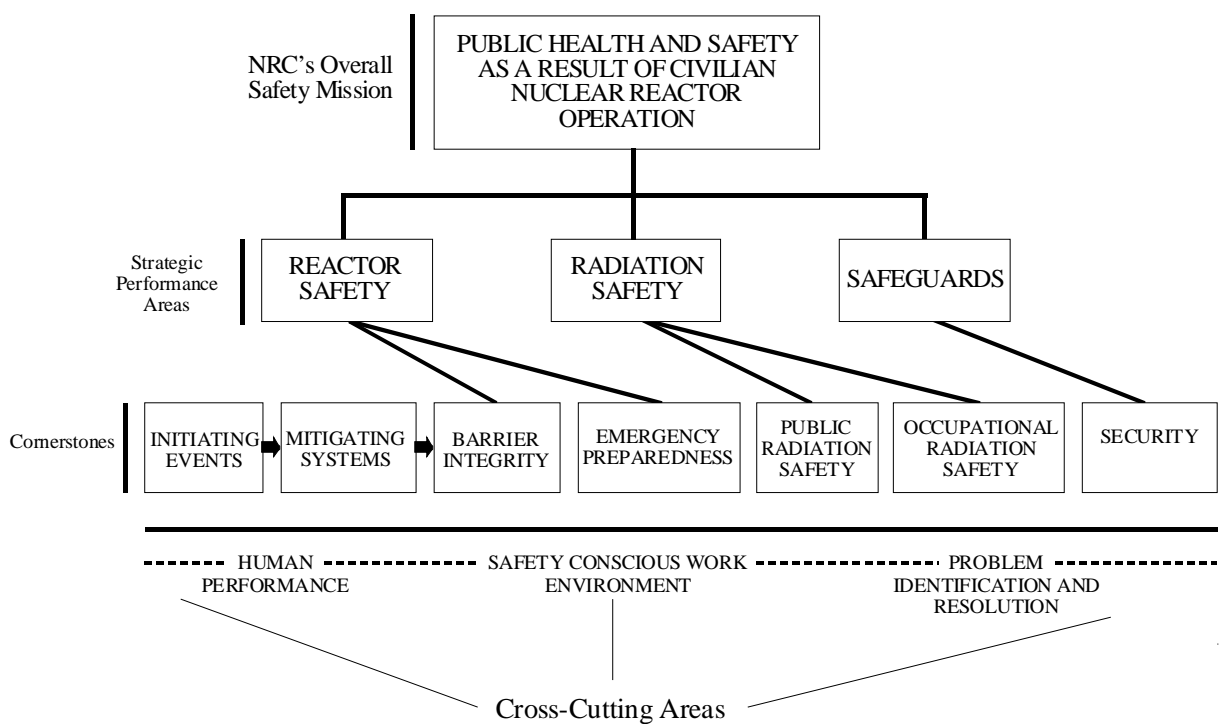 NRC's Overall
Safety Mission
PUBLIC HEALTH AND SAFETY
AS A RESULT OF CIVILIAN
NUCLEAR REACTOR
OPERATION
Strategic
Performance
Areas
REACTOR
SAFETY
RADIATION
SAFETY
SAFEGUARDS
Cornerstones
INITIATING
EVENTS
MITIGATING
SYSTEMS
BARRIER
INTEGRITY
EMERGENCY
PREPAREDNESS
PUBLIC
RADIATION
SAFETY
OCCUPATIONAL
RADIATION
SAFETY
SECURITY
HUMAN
PERFORMANCE
SAFETY CONSCIOUS WORK
ENVIRONMENT
PROBLEM
IDENTIFICATION AND
RESOLUTION
Cross-Cutting Areas